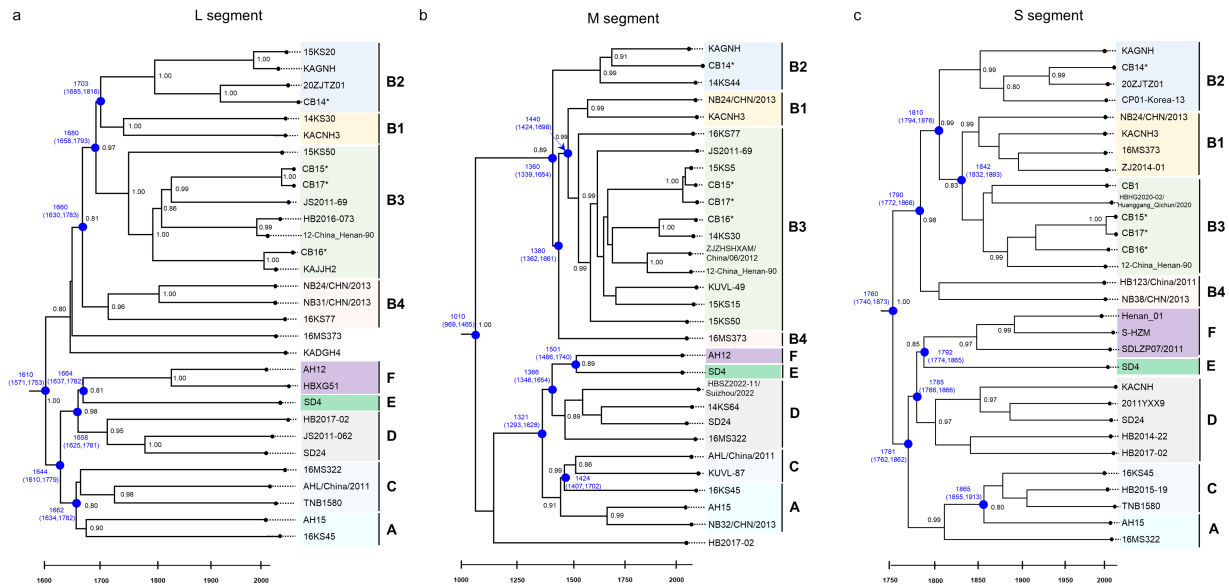 a
L segment
15KS20
KAGNH
20ZJTZ01
CB14*
14KS30
KACNH3
15KS50
CB15*
CB17*
JS2011-69
HB2016-073
12-China_Henan-90
CB16*
KAJJH2
NB24/CHN/2013
NB31/CHN/2013
16KS77
16MS373
KADGH4
AH12
HBXG51
SD4
HB2017-02
JS2011-062
SD24
16MS322
AHL/China/2011
TNB1580
AH15
16KS45
B2
B1
B3
B4
F
E
D
C
A
1703
(1685,1816)
1680
(1658,1793)
1660
(1630,1783)
1610
(1571,1753)
1664
(1637,1782)
1658
(1625,1781)
1644
(1610,1779)
1662
(1634,1782)
1.00
1.00
1.00
1.00
0.97
1.00
0.99
0.86
0.99
1.00
1.00
0.81
1.00
0.96
0.80
1.00
1.00
0.81
0.98
0.95
1.00
0.98
0.80
0.90
1600
1700
1800
1900
2000
b
M segment
KAGNH
CB14*
14KS44
NB24/CHN/2013
KACNH3
16KS77
JS2011-69
15KS5
CB15*
CB17*
CB16*
14KS30
ZJZHSHXAM/
China/06/2012
12-China_Henan-90
KUVL-49
15KS15
15KS50
16MS373
AH12
SD4
HBSZ2022-11/
Suizhou/2022
14KS64
SD24
16MS322
AHL/China/2011
KUVL-87
16KS45
AH15
NB32/CHN/2013
HB2017-02
B2
B1
B3
B4
F
E
D
C
A
1440
(1424,1698)
1360
(1339,1654)
1380
(1362,1661)
1010
(969,1465)
1501
(1486,1740)
1366
(1346,1654)
1321
(1293,1628)
1424
(1407,1702)
0.91
0.99
0.99
0.99
0.89
1.00
1.00
0.99
0.99
0.99
0.99
1.00
0.89
0.89
0.86
0.99
0.91
0.99
1000
1250
1500
1750
2000
c
S segment
KAGNH
CB14*
20ZJTZ01
CP01-Korea-13
NB24/CHN/2013
KACNH3
16MS373
ZJ2014-01
CB1
HBHG2020-02/
Huanggang_Qichun/2020
CB15*
CB17*
CB16*
12-China_Henan-90
HB123/China/2011
NB38/CHN/2013
Henan_01
S-HZM
SDLZP07/2011
SD4
KACNH
2011YXX9
SD24
HB2014-22
HB2017-02
16KS45
HB2015-19
TNB1580
AH15
16MS322
B2
B1
B3
B4
F
E
D
C
A
1810
(1794,1876)
1842
(1832,1893)
1790
(1772,1866)
1760
(1740,1873)
1792
(1774,1865)
1785
(1766,1866)
1781
(1762,1862)
1865
(1855,1913)
0.99
0.80
0.99
0.99
0.83
1.00
0.99
0.98
1.00
0.99
0.97
0.85
0.97
0.97
0.80
0.99
1750
1800
1850
1900
1950
2000